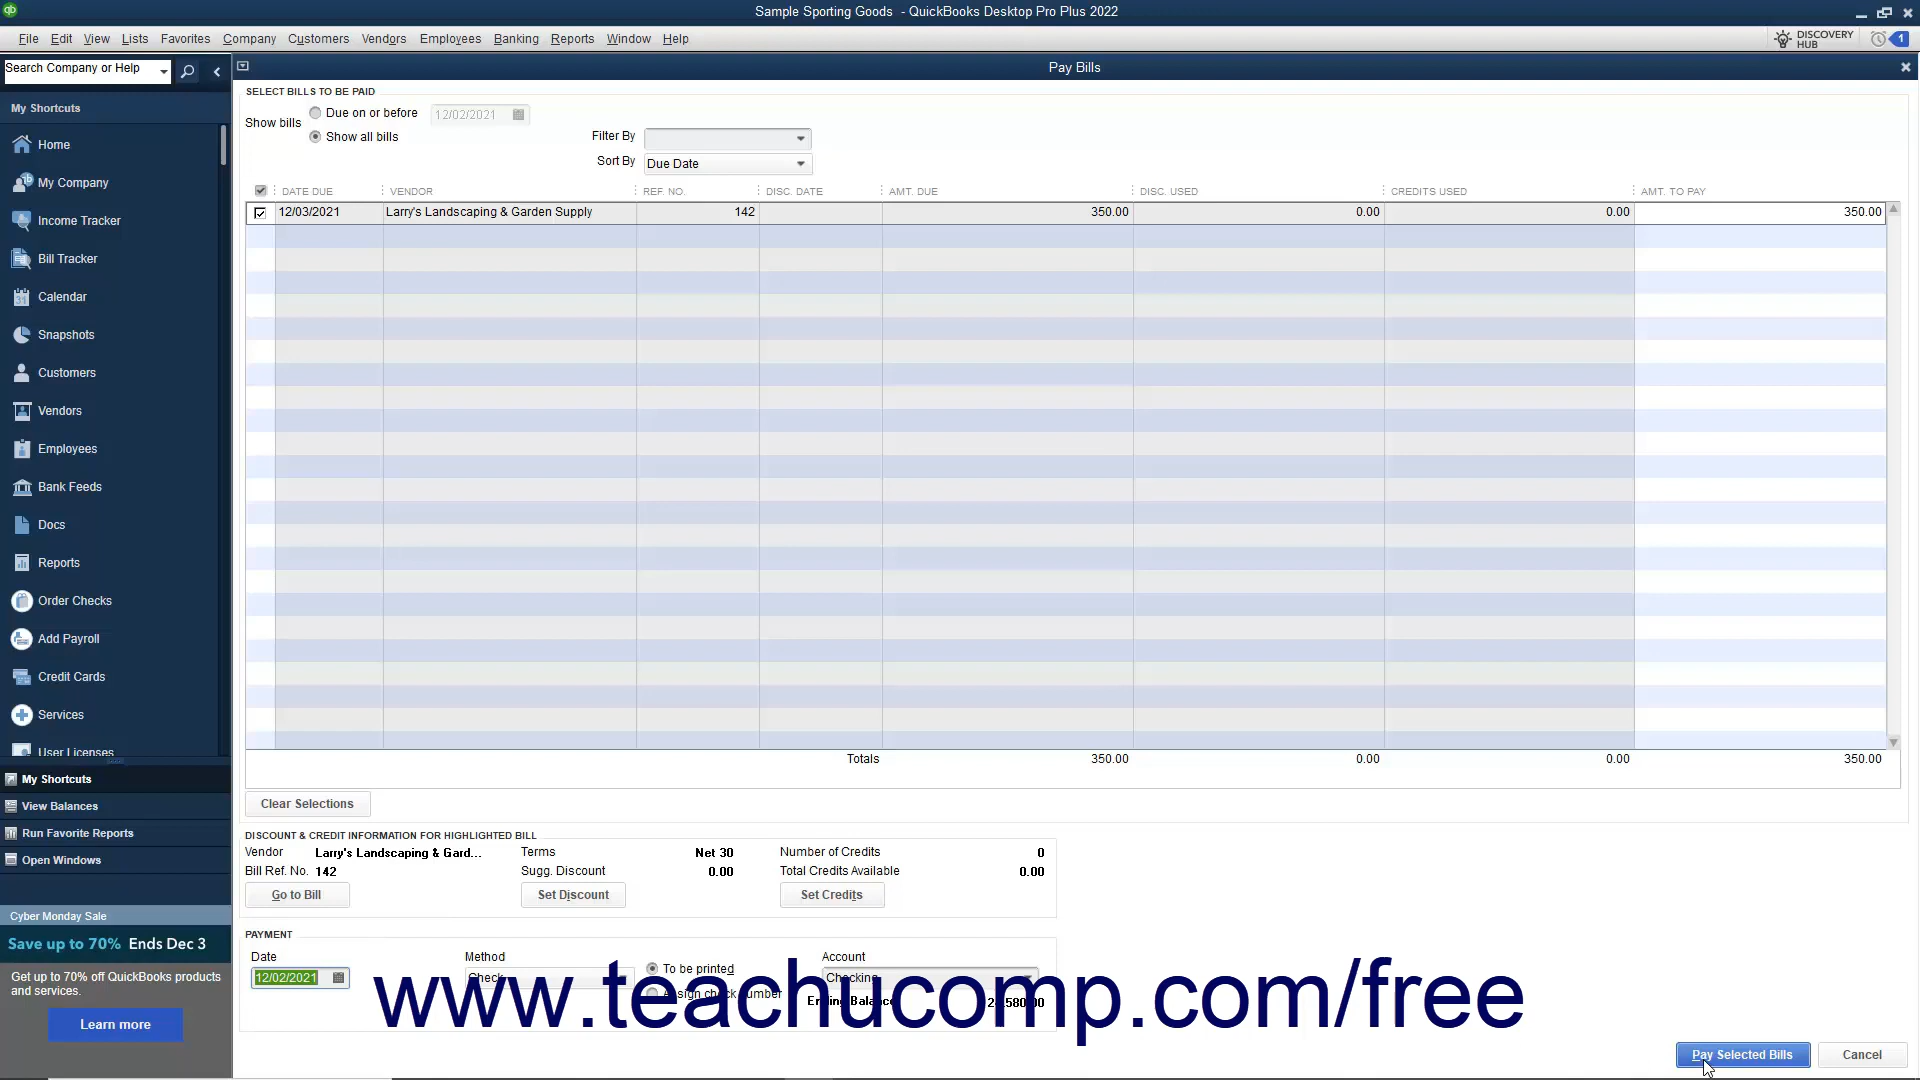 Sample Sporting Goods - QuickBooks Desktop Pro Plus 2022
File Edit View Lists Favorites Company Customers Vendors Employees Banking Reports Window Help
DISCOVERY
HUB
1
Search Company or Help
Pay Bills
My Shortcuts
Home
My Company
Income Tracker
Bill Tracker
Calendar
Snapshots
Customers
Vendors
Employees
Bank Feeds
Docs
Reports
Order Checks
Add Payroll
Credit Cards
Services
User Licenses
My Shortcuts
View Balances
Run Favorite Reports
Open Windows
Cyber Monday Sale
Save up to 70% Ends Dec 3
Get up to 70% off QuickBooks products
and services.
Learn more
SELECT BILLS TO BE PAID
Show bills
Due on or before 12/02/2021
Show all bills
Filter By
Sort By Due Date
DATE DUE VENDOR REF. NO. DISC. DATE AMT. DUE DISC. USED CREDITS USED AMT. TO PAY
12/03/2021 Larry's Landscaping & Garden Supply 142 350.00 0.00 0.00 350.00
Totals 350.00 0.00 0.00 350.00
Clear Selections
DISCOUNT & CREDIT INFORMATION FOR HIGHLIGHTED BILL
Vendor Larry's Landscaping & Gard... Terms Net 30 Number of Credits 0
Bill Ref. No. 142 Sugg. Discount 0.00 Total Credits Available 0.00
Go to Bill Set Discount Set Credits
PAYMENT
Date Method Account
12/02/2021 Check To be printed Checking
Assign check number Ending Balance
www.teachucomp.com/free
Pay Selected Bills Cancel